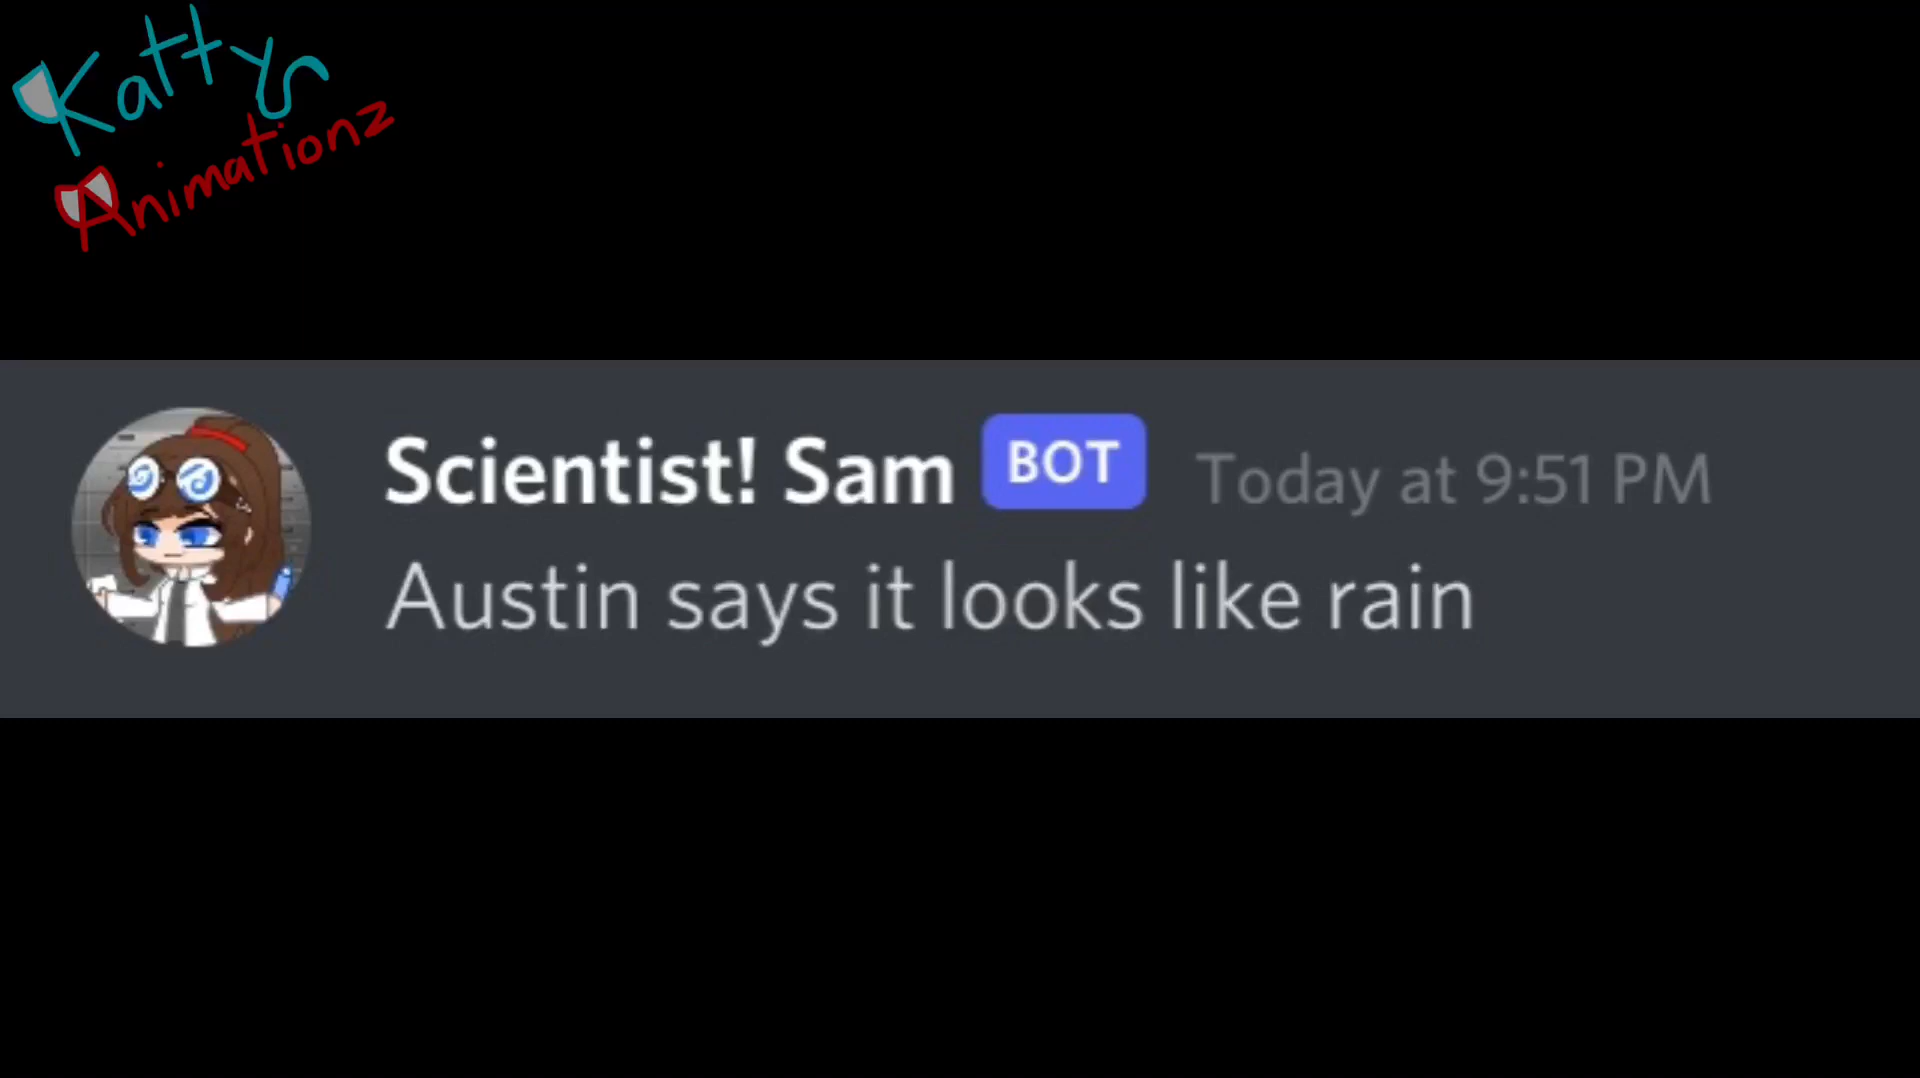 Katty
Animationz
Scientist! Sam BOT Today at 9:51 PM
Austin says it looks like rain